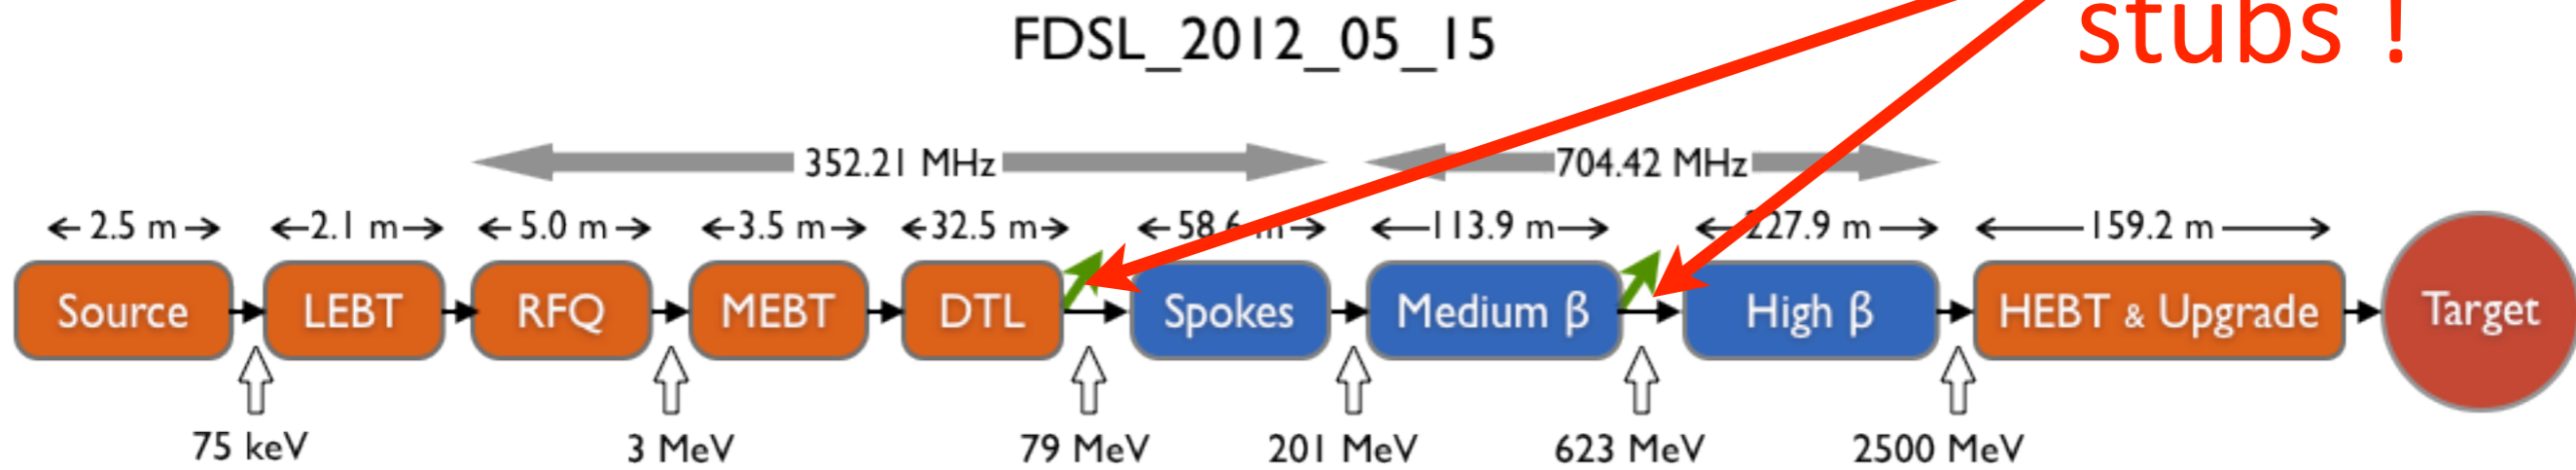 stubs !
FDSL_2012_05_15
352.21 MHz
704.42 MHz
2.5 m
2.1 m
5.0 m
3.5 m
32.5 m
58.6 m
113.9 m
227.9 m
159.2 m
Source
LEBT
RFQ
MEBT
DTL
Spokes
Medium β
High β
HEBT & Upgrade
Target
75 keV
3 MeV
79 MeV
201 MeV
623 MeV
2500 MeV